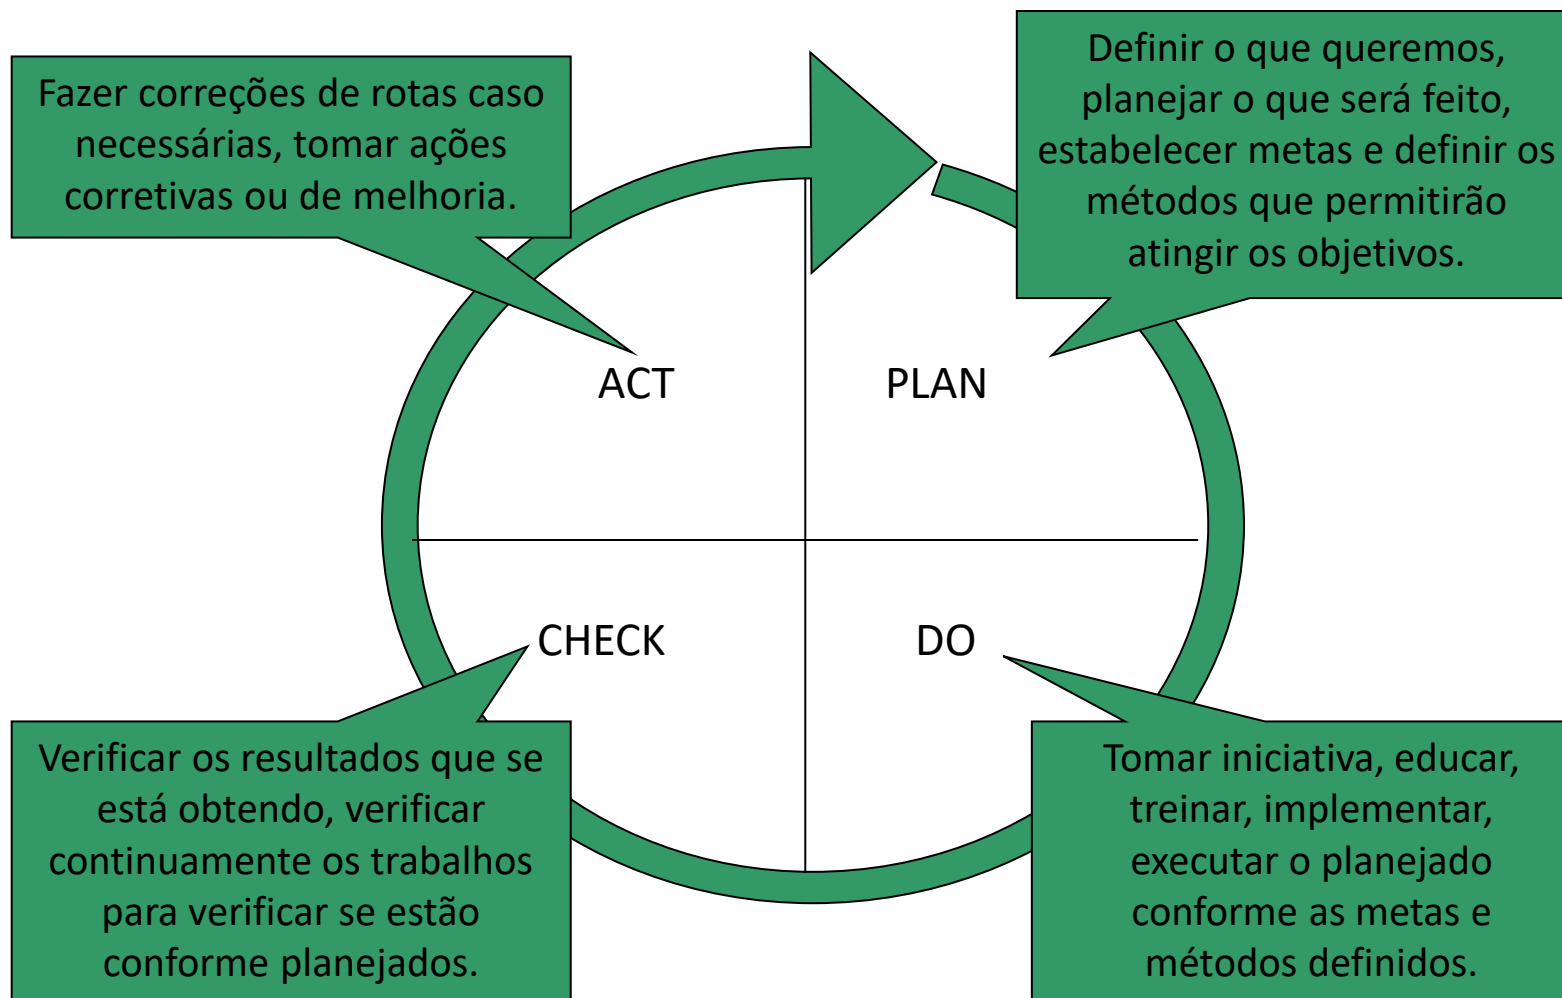 Fazer correções de rotas caso
necessárias, tomar ações
corretivas ou de melhoria.
Definir o que queremos,
planejar o que será feito,
estabelecer metas e definir os
métodos que permitirão
atingir os objetivos.
ACT
PLAN
CHECK
DO
Verificar os resultados que se
está obtendo, verificar
continuamente os trabalhos
para verificar se estão
conforme planejados.
Tomar iniciativa, educar,
treinar, implementar,
executar o planejado
conforme as metas e
métodos definidos.